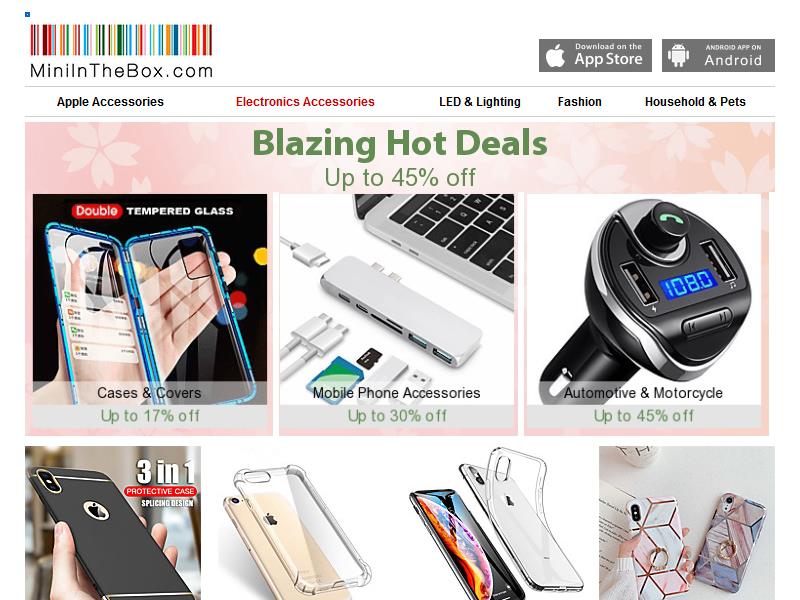 MiniInTheBox.com
Download on the
App Store
ANDROID APP ON
Android
Apple Accessories
Electronics Accessories
LED & Lighting
Fashion
Household & Pets
Blazing Hot Deals
Up to 45% off
Double TEMPERED GLASS
108.0
Cases & Covers
Up to 17% off
Mobile Phone Accessories
Up to 30% off
Automotive & Motorcycle
Up to 45% off
3 in 1
PROTECTIVE CASE
SPLICING DESIGN